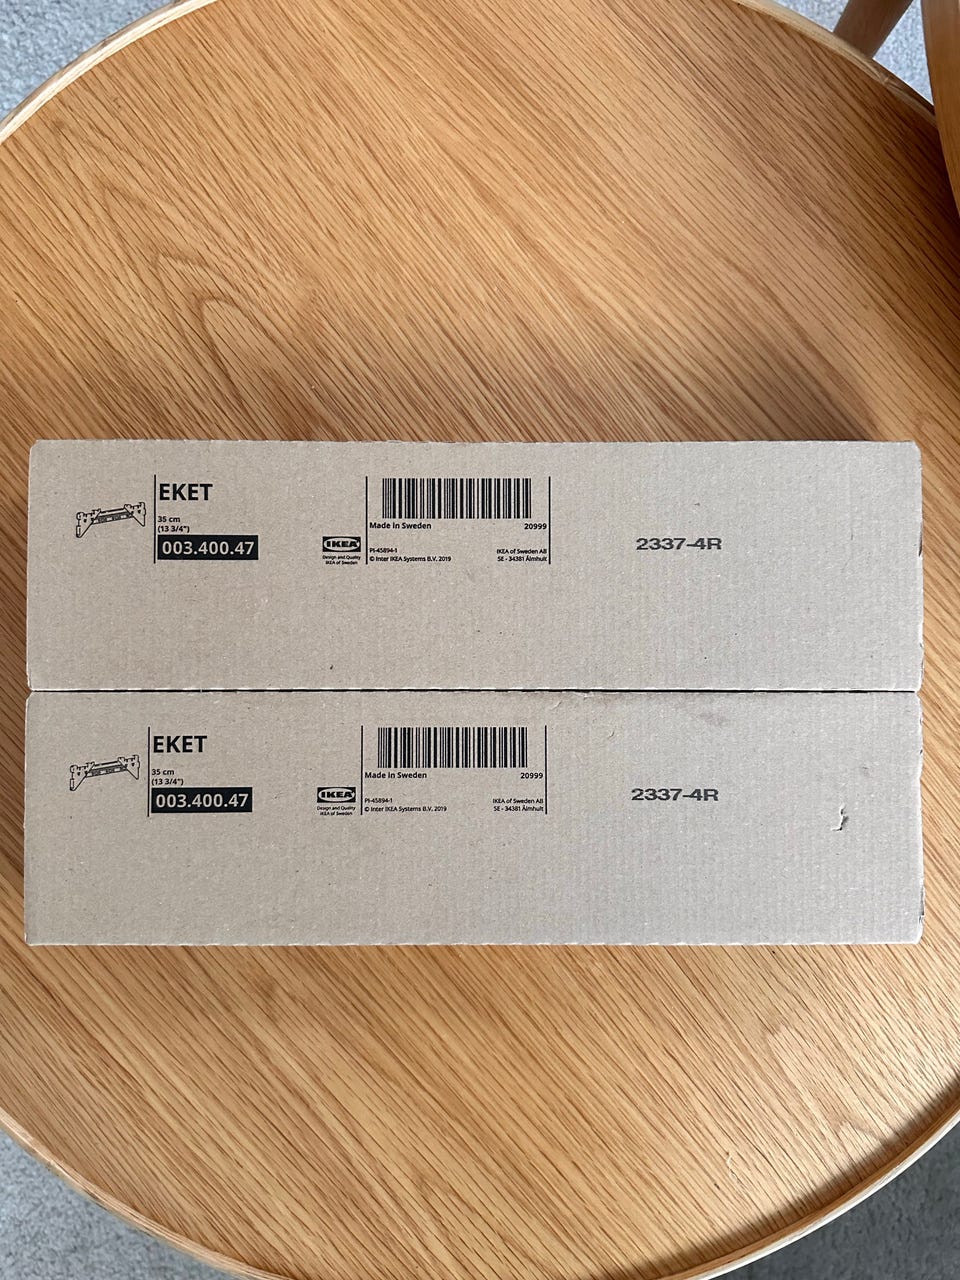 EKET
35 cm
(13 3/4")
003.400.47
IKEA
Design and Quality
IKEA of Sweden
Made in Sweden 20999
PI-45894-1 IKEA of Sweden AB
© Inter IKEA Systems B.V. 2019 SE - 34381 Älmhult
2337-4R
EKET
35 cm
(13 3/4")
003.400.47
IKEA
Design and Quality
IKEA of Sweden
Made in Sweden 20999
PI-45894-1 IKEA of Sweden AB
© Inter IKEA Systems B.V. 2019 SE - 34381 Älmhult
2337-4R